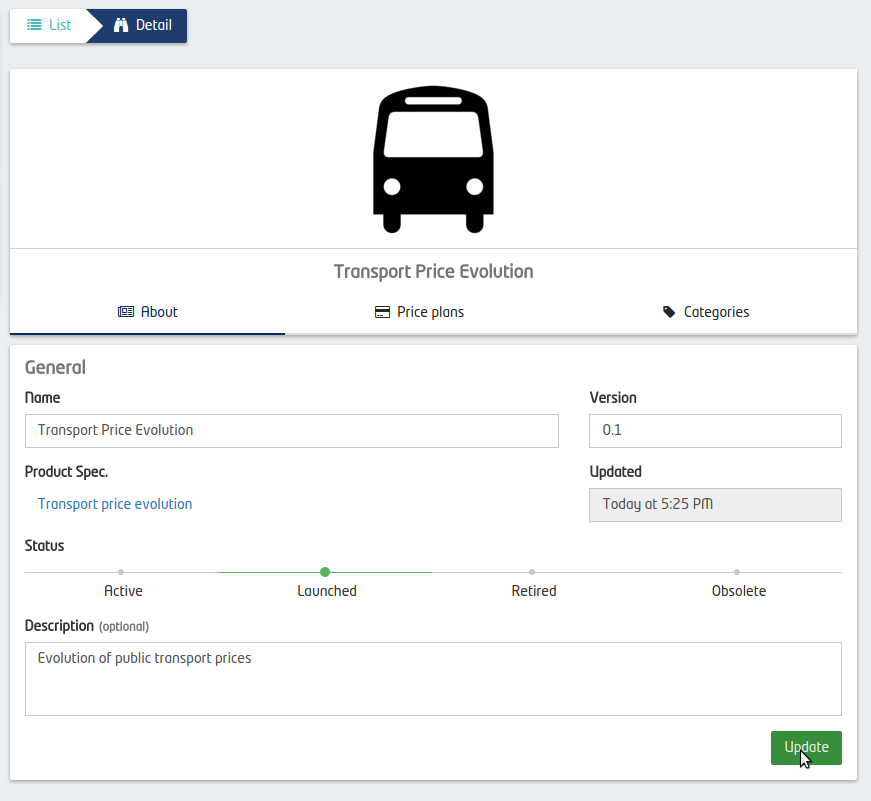 List Detail
Transport Price Evolution
About Price plans Categories
General
Name Version
Transport Price Evolution 0.1
Product Spec. Updated
Transport price evolution Today at 5:25 PM
Status
Active Launched Retired Obsolete
Description (optional)
Evolution of public transport prices
Update